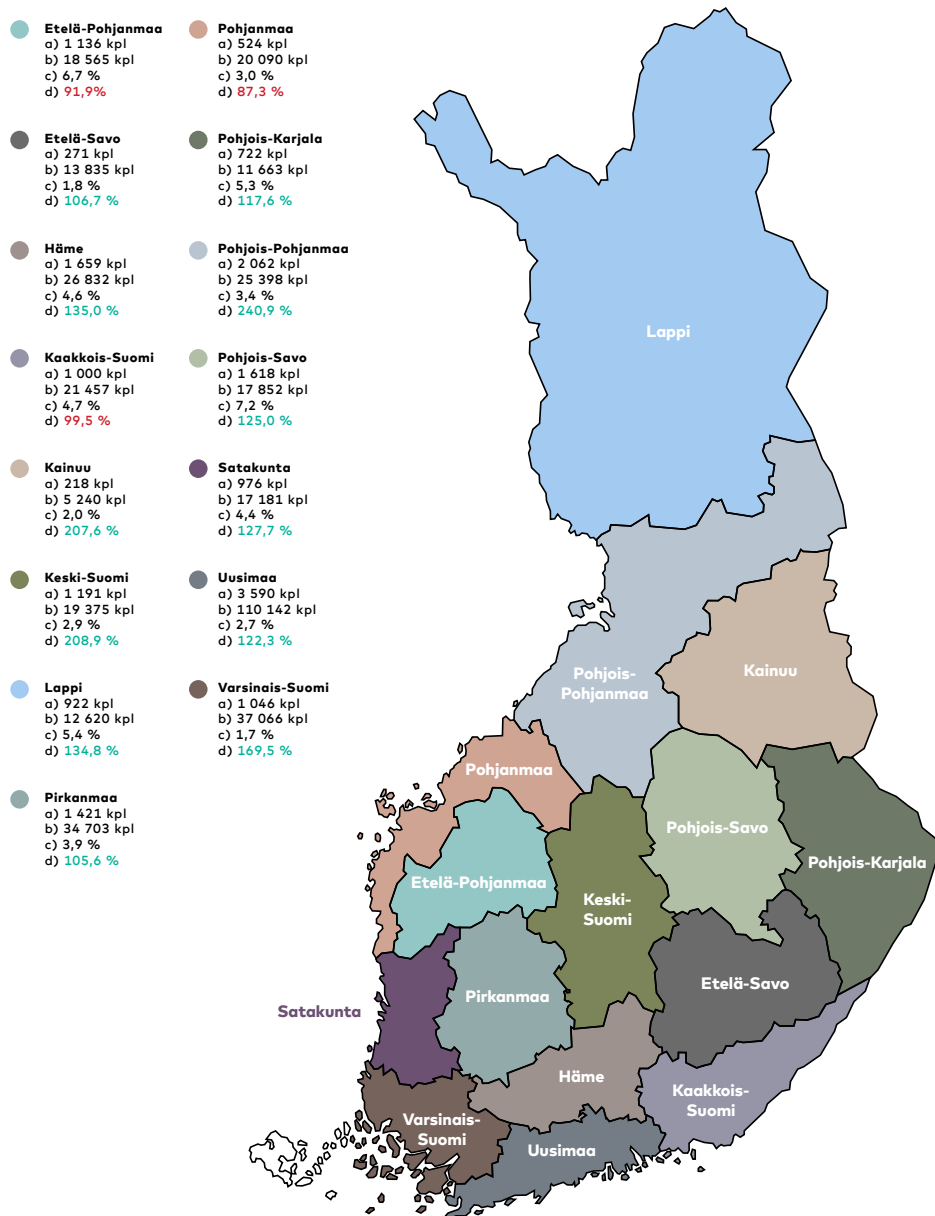 Etelä-Pohjanmaa
a) 1 136 kpl
b) 18 565 kpl
c) 6,7 %
d) 91,9%
Etelä-Savo
a) 271 kpl
b) 13 835 kpl
c) 1,8 %
d) 106,7 %
Häme
a) 1 659 kpl
b) 26 832 kpl
c) 4,6 %
d) 135,0 %
Kaakkois-Suomi
a) 1 000 kpl
b) 21 457 kpl
c) 4,7 %
d) 99,5 %
Kainuu
a) 218 kpl
b) 5 240 kpl
c) 2,0 %
d) 207,6 %
Keski-Suomi
a) 1 191 kpl
b) 19 375 kpl
c) 2,9 %
d) 208,9 %
Lappi
a) 922 kpl
b) 12 620 kpl
c) 5,4 %
d) 134,8 %
Pirkanmaa
a) 1 421 kpl
b) 34 703 kpl
c) 3,9 %
d) 105,6 %
Pohjanmaa
a) 524 kpl
b) 20 090 kpl
c) 3,0 %
d) 87,3 %
Pohjois-Karjala
a) 722 kpl
b) 11 663 kpl
c) 5,3 %
d) 117,6 %
Pohjois-Pohjanmaa
a) 2 062 kpl
b) 25 398 kpl
c) 3,4 %
d) 240,9 %
Pohjois-Savo
a) 1 618 kpl
b) 17 852 kpl
c) 7,2 %
d) 125,0 %
Satakunta
a) 976 kpl
b) 17 181 kpl
c) 4,4 %
d) 127,7 %
Uusimaa
a) 3 590 kpl
b) 110 142 kpl
c) 2,7 %
d) 122,3 %
Varsinais-Suomi
a) 1 046 kpl
b) 37 066 kpl
c) 1,7 %
d) 169,5 %
Lappi
Pohjois-
Pohjanmaa
Kainuu
Pohjanmaa
Pohjois-Savo
Pohjois-Karjala
Etelä-Pohjanmaa
Keski-
Suomi
Etelä-Savo
Pirkanmaa
Satakunta
Häme
Kaakkois-
Suomi
Varsinais-
Suomi
Uusimaa